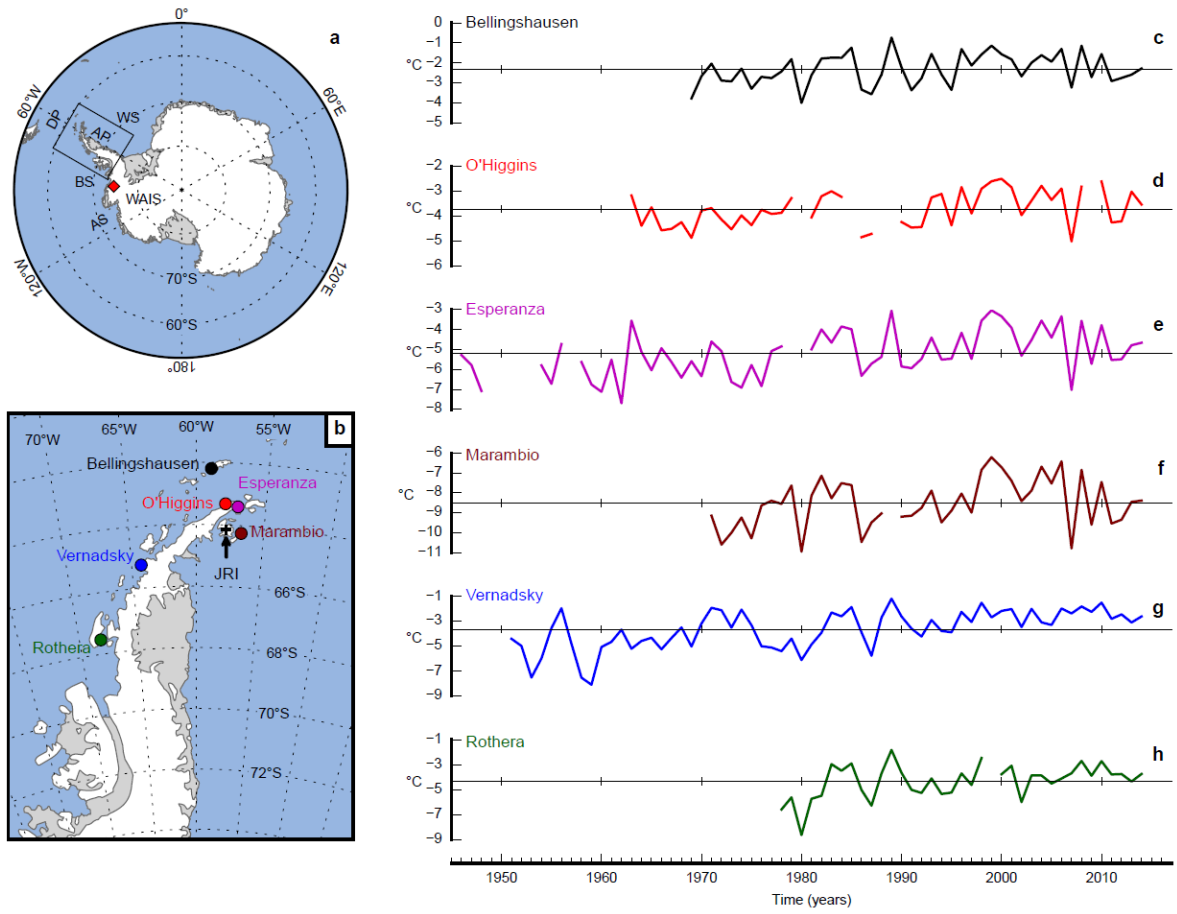 0°
a
60°W
60°E
DP
WS
AP
BS
WAIS
AS
120°W
120°E
70°S
60°S
180°
b
70°W
65°W
60°W
55°W
Bellingshausen
Esperanza
O'Higgins
Marambio
Vernadsky
JRI
66°S
Rothera
68°S
70°S
72°S
Bellingshausen
c
0
−1
−2
°C
−3
−4
−5
O'Higgins
d
−2
−3
°C
−4
−5
−6
Esperanza
e
−3
−4
°C
−5
−6
−7
−8
Marambio
f
−6
−7
−8
°C
−9
−10
−11
Vernadsky
g
−1
−3
°C
−5
−7
−9
Rothera
h
−1
−3
°C
−5
−7
−9
1950 1960 1970 1980 1990 2000 2010
Time (years)